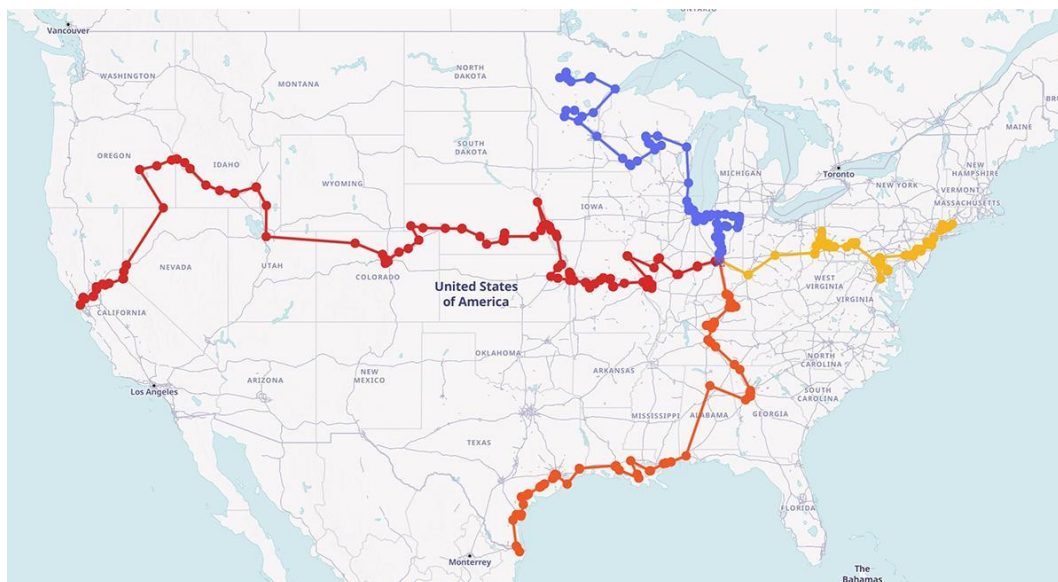 ONTARIO
Vancouver
WASHINGTON
MONTANA
NORTH
DAKOTA
MAINE
OREGON
IDAHO
SOUTH
DAKOTA
WYOMING
IOWA
MICHIGAN
Toronto
NEW YORK
NEW
HAMPSHIRE
VERMONT
MASSACHUSETTS
NEVADA
UTAH
COLORADO
United States
of America
WEST
VIRGINIA
VIRGINIA
CALIFORNIA
Los Angeles
ARIZONA
NEW
MEXICO
OKLAHOMA
ARKANSAS
NORTH
CAROLINA
SOUTH
CAROLINA
MISSISSIPPI
ALABAMA
GEORGIA
TEXAS
FLORIDA
Monterrey
The
Bahamas